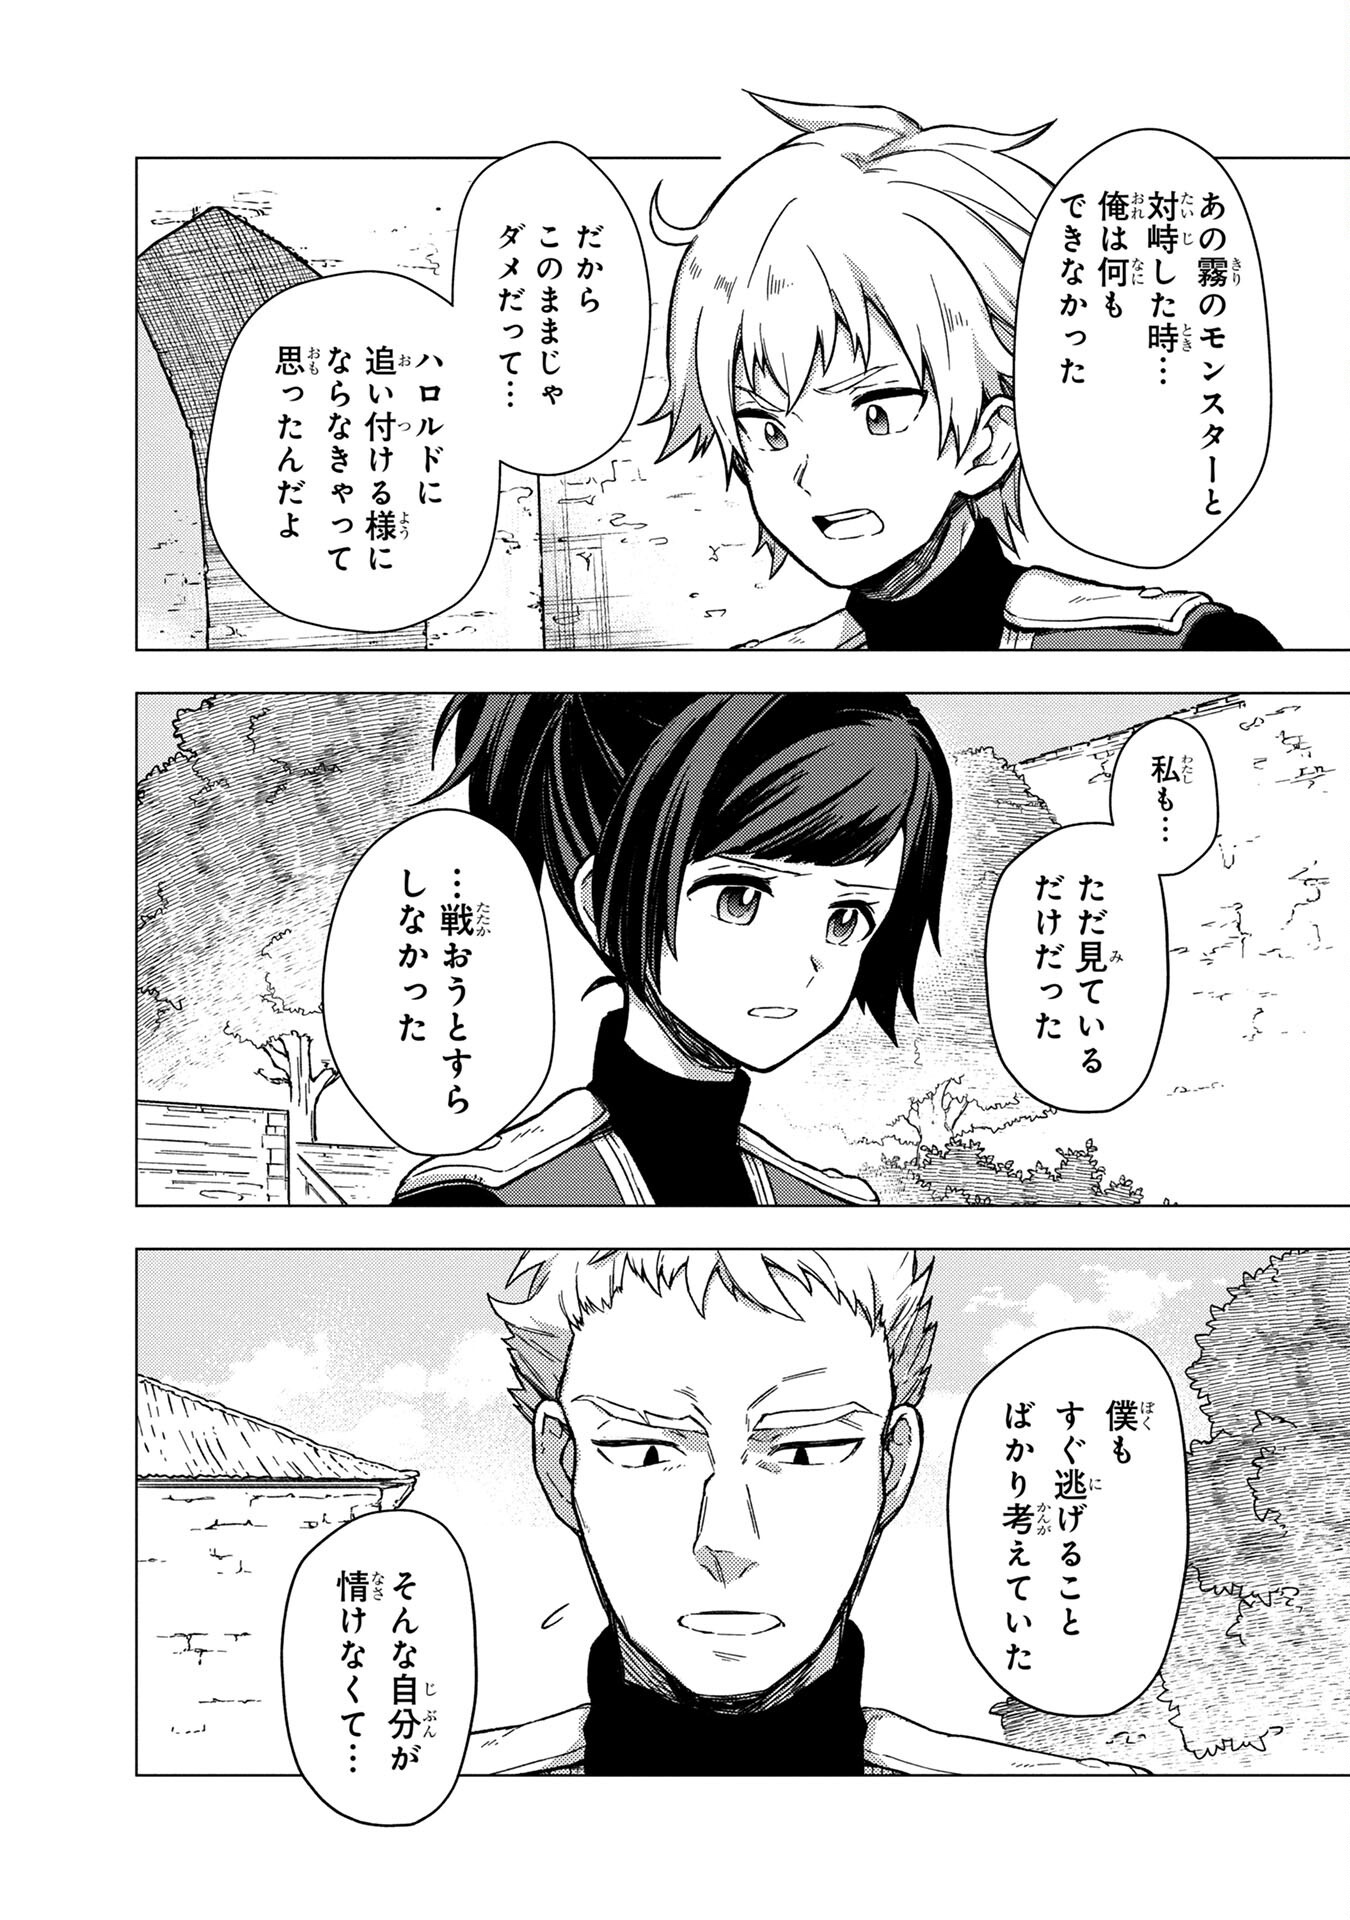 あの霧のモンスターと
対峙した時…
俺は何も
できなかった
だから
このままじゃ
ダメだって…
ハロルドに
追い付ける様に
ならなきゃって
思ったんだよ
私も…
ただ見ている
だけだった
…戦おうとすら
しなかった
僕も
すぐ逃げること
ばかり考えていた
そんな自分が
情けなくて…